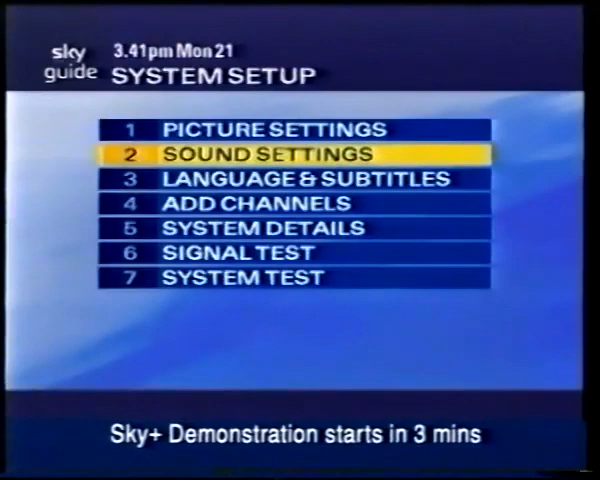 sky
guide
3.41pm Mon 21
SYSTEM SETUP
1 PICTURE SETTINGS
2 SOUND SETTINGS
3 LANGUAGE & SUBTITLES
4 ADD CHANNELS
5 SYSTEM DETAILS
6 SIGNAL TEST
7 SYSTEM TEST
Sky+ Demonstration starts in 3 mins